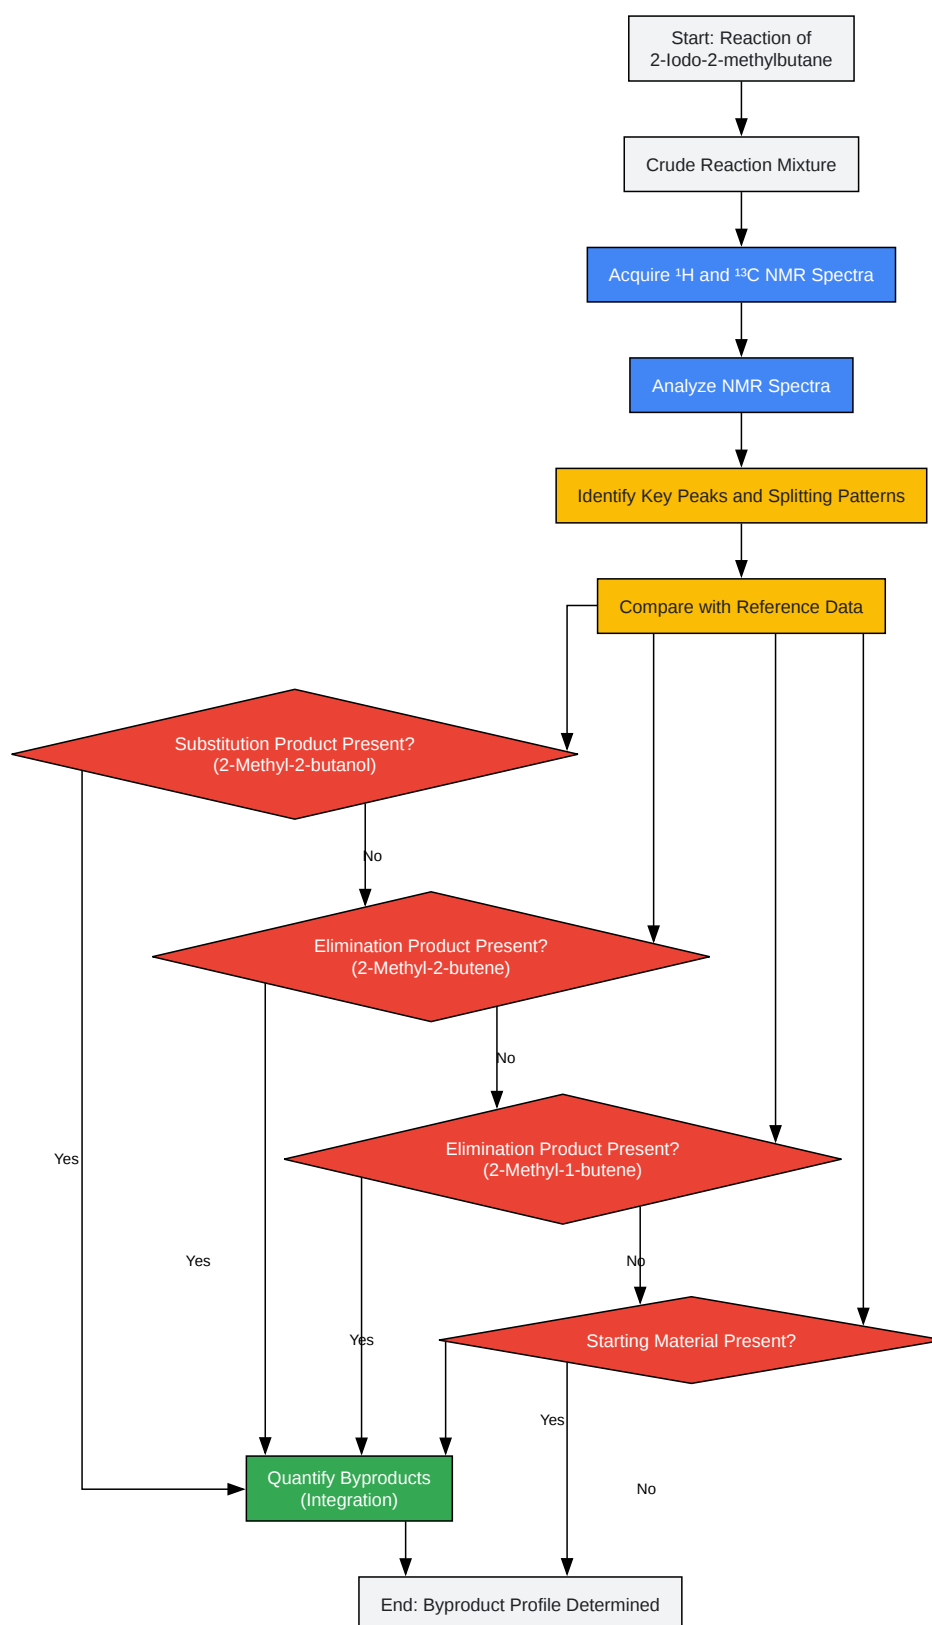 Start: Reaction of
2-Iodo-2-methylbutane
Crude Reaction Mixture
Acquire ¹H and ¹³C NMR Spectra
Analyze NMR Spectra
Identify Key Peaks and Splitting Patterns
Compare with Reference Data
Substitution Product Present?
(2-Methyl-2-butanol)
No
Elimination Product Present?
(2-Methyl-2-butene)
No
Elimination Product Present?
(2-Methyl-1-butene)
Yes
Yes
No
Yes
Starting Material Present?
Yes
Quantify Byproducts
(Integration)
No
End: Byproduct Profile Determined